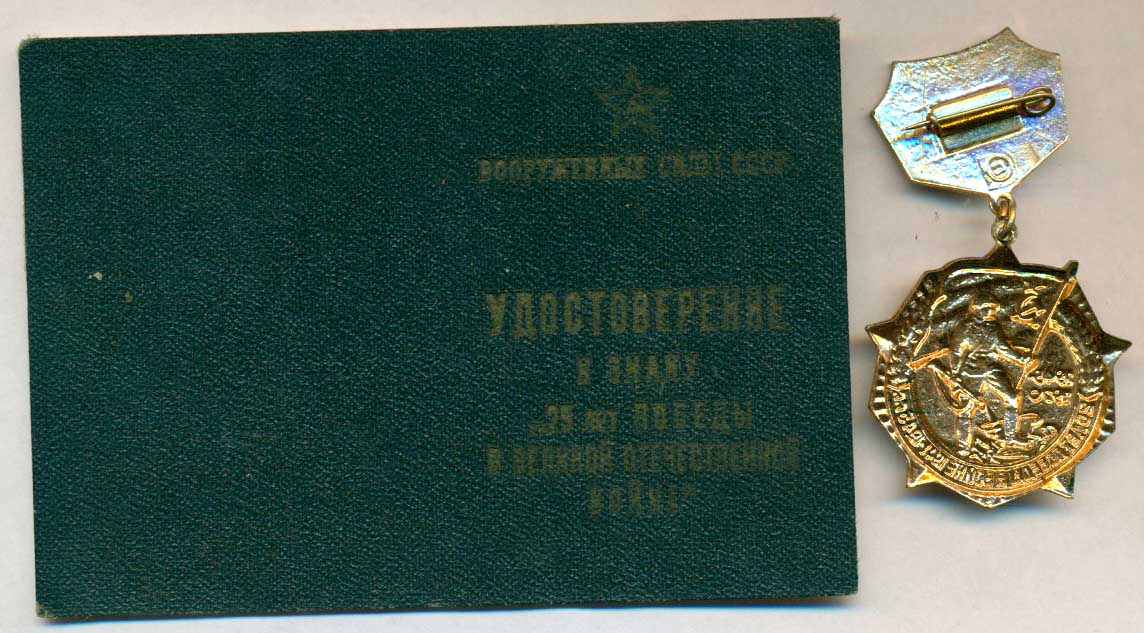 ВООРУЖЕННЫЕ СИЛЫ СССР
УДОСТОВЕРЕНИЕ
К ЗНАКУ
„25 лет ПОБЕДЫ
В ВЕЛИКОЙ ОТЕЧЕСТВЕННОЙ
ВОЙНЕ"